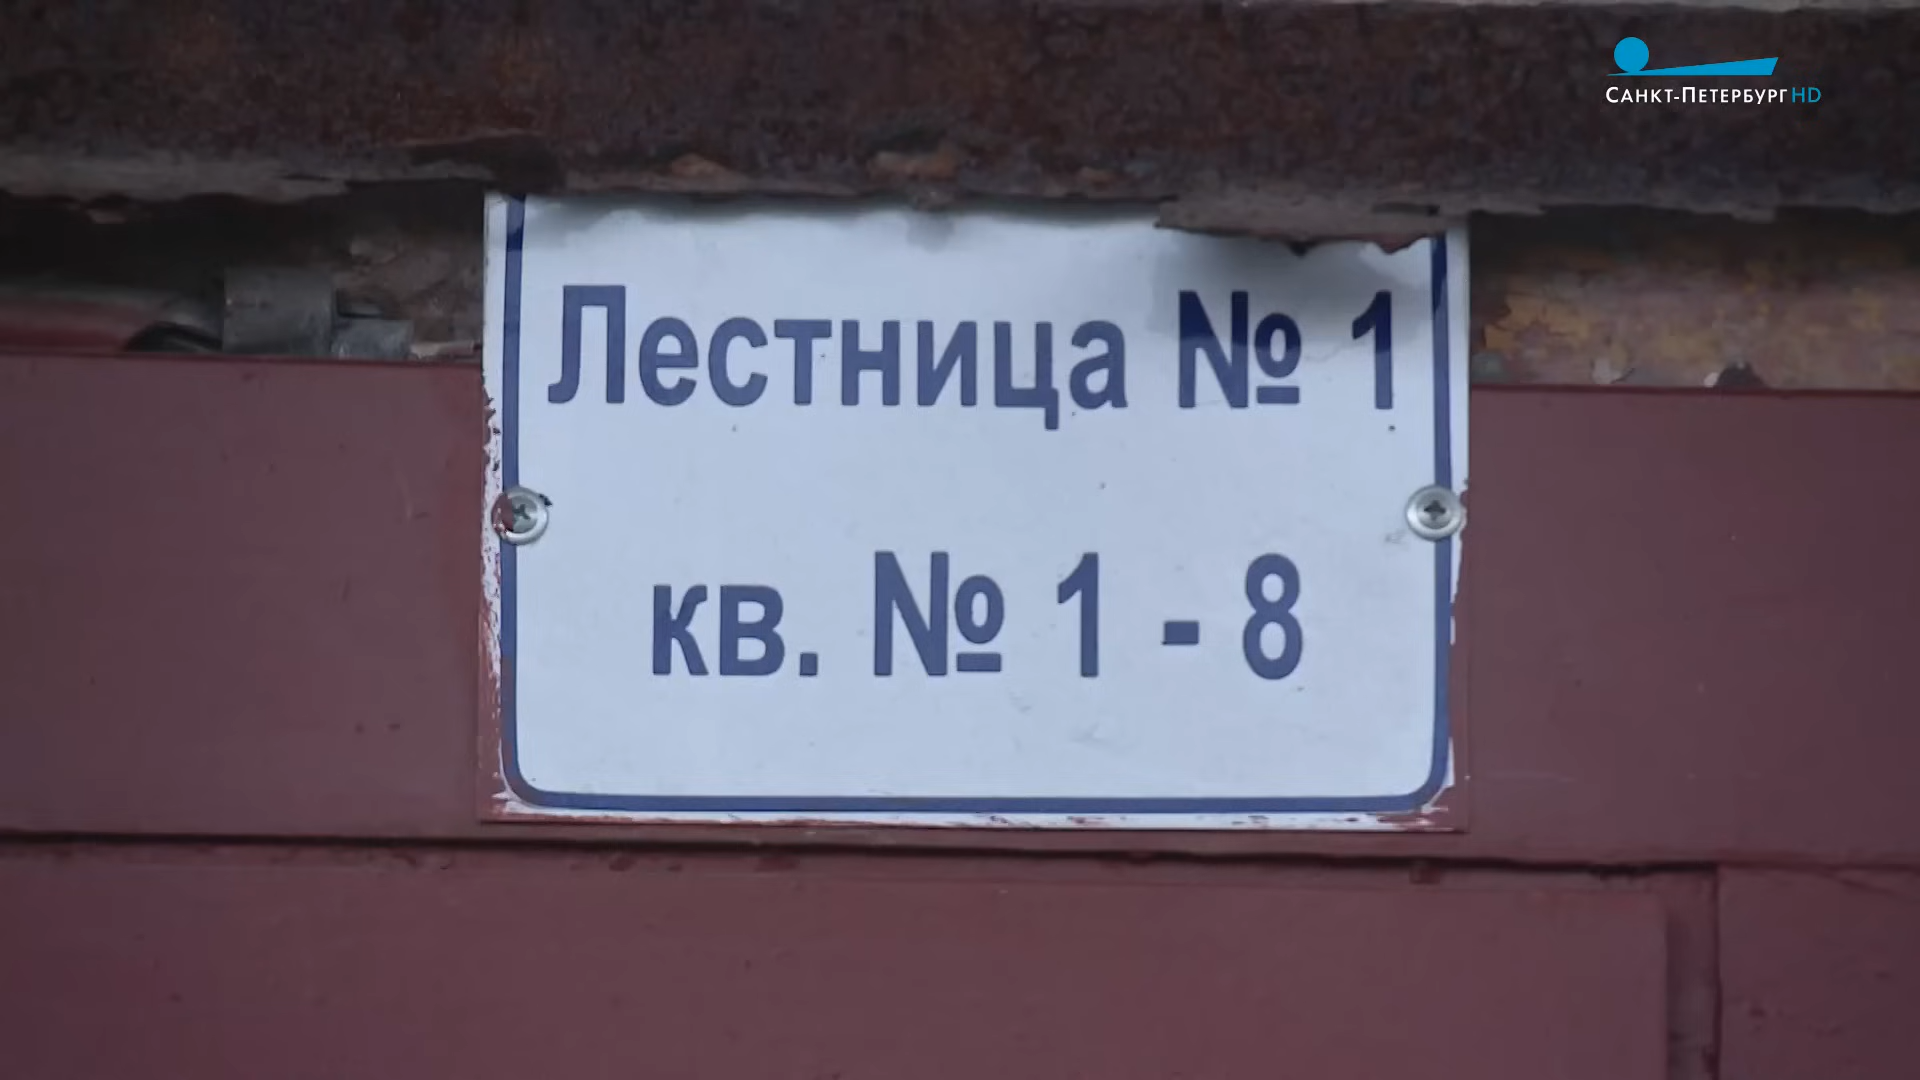 Санкт-Петербург HD
Лестница № 1
кв. № 1 - 8